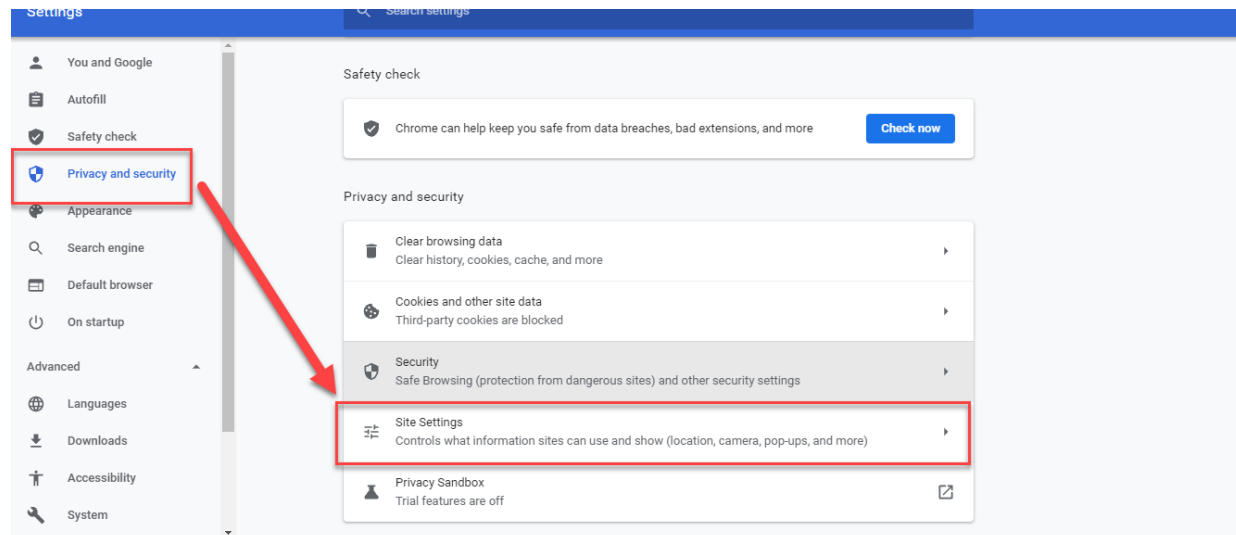 Settings
Search settings
You and Google
Autofill
Safety check
Privacy and security
Appearance
Search engine
Default browser
On startup
Advanced
Languages
Downloads
Accessibility
System
Safety check
Chrome can help keep you safe from data breaches, bad extensions, and more
Check now
Privacy and security
Clear browsing data
Clear history, cookies, cache, and more
Cookies and other site data
Third-party cookies are blocked
Security
Safe Browsing (protection from dangerous sites) and other security settings
Site Settings
Controls what information sites can use and show (location, camera, pop-ups, and more)
Privacy Sandbox
Trial features are off